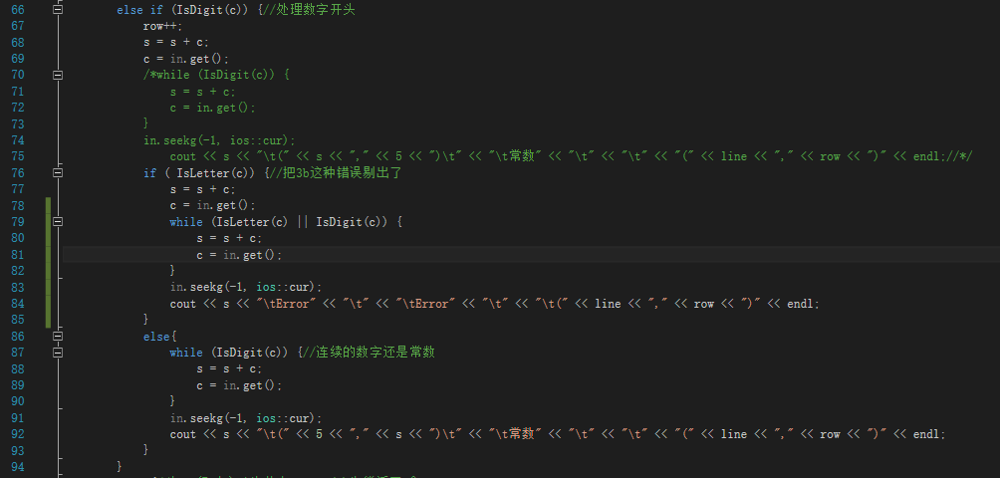 66 else if (IsDigit(c)) {//处理数字开头
67 row++;
68 s = s + c;
69 c = in.get();
70 /*while (IsDigit(c)) {
71 s = s + c;
72 c = in.get();
73 }
74 in.seekg(-1, ios::cur);
75 cout << s << "\t(" << s << "," << 5 << ")\t" << "\t常数" << "\t" << "\t" << "(" << line << "," << row << ")" << endl;//*/
76 if ( IsLetter(c)) {//把3b这种错误剔出了
77 s = s + c;
78 c = in.get();
79 while (IsLetter(c) || IsDigit(c)) {
80 s = s + c;
81 c = in.get();
82 }
83 in.seekg(-1, ios::cur);
84 cout << s << "\tError" << "\t" << "\tError" << "\t" << "\t(" << line << "," << row << ")" << endl;
85 }
86 else{
87 while (IsDigit(c)) {//连续的数字还是常数
88 s = s + c;
89 c = in.get();
90 }
91 in.seekg(-1, ios::cur);
92 cout << s << "\t(" << 5 << "," << s << ")\t" << "\t常数" << "\t" << "\t" << "(" << line << "," << row << ")" << endl;
93 }
94 }